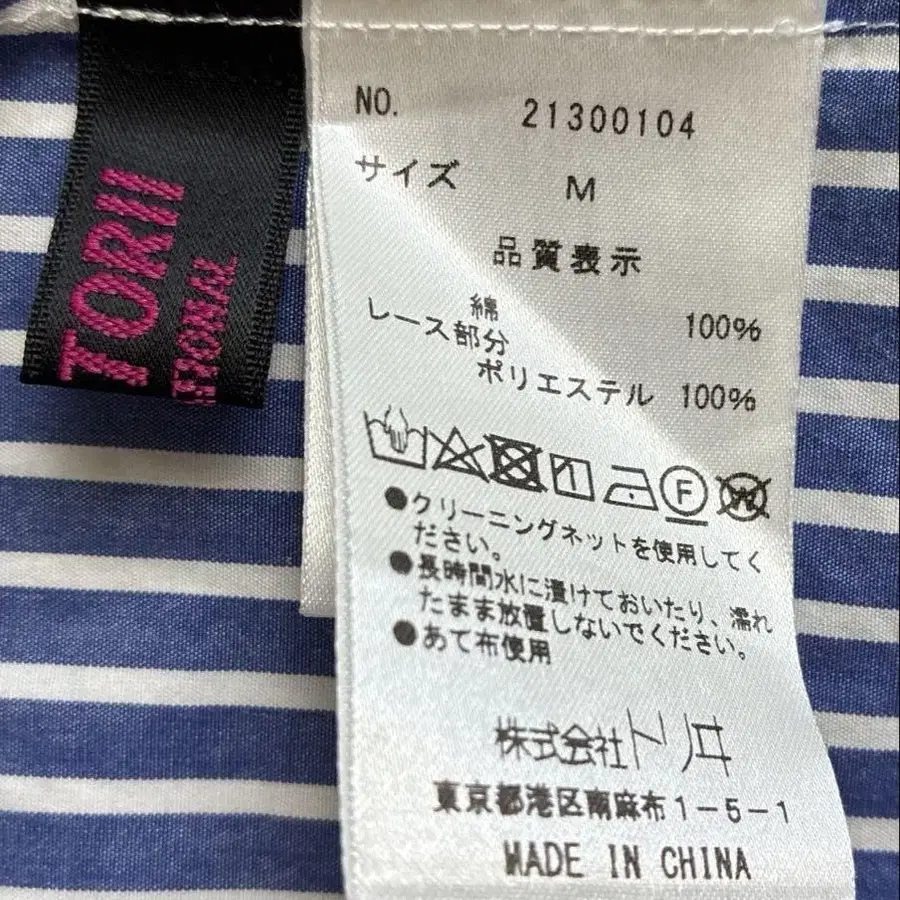 TORII
NO. 21300104
サイズ M
品質表示
綿 100%
レース部分
ポリエステル 100%
F
W
●クリーニングネットを使用してく
ださい。
●長時間水に漬けておいたり、濡れ
たまま放置しないでください。
●あて布使用
株式会社トリヰ
東京都港区南麻布1-5-1
MADE IN CHINA